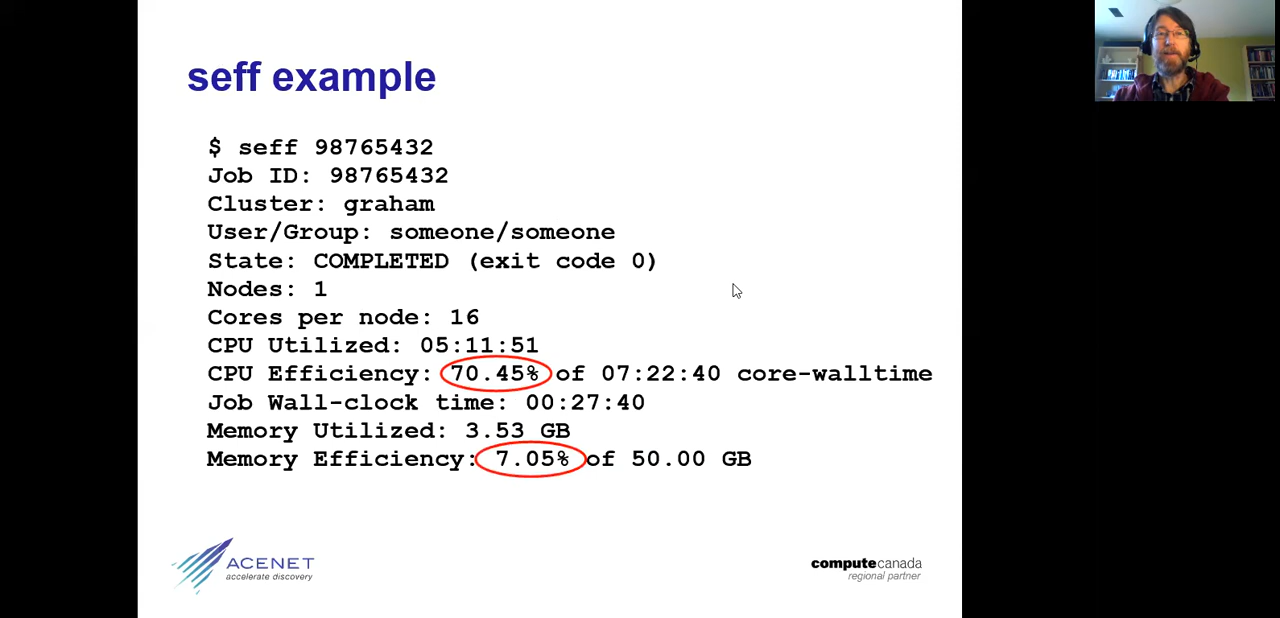 seff example
$ seff 98765432
Job ID: 98765432
Cluster: graham
User/Group: someone/someone
State: COMPLETED (exit code 0)
Nodes: 1
Cores per node: 16
CPU Utilized: 05:11:51
CPU Efficiency: 70.45% of 07:22:40 core-walltime
Job Wall-clock time: 00:27:40
Memory Utilized: 3.53 GB
Memory Efficiency: 7.05% of 50.00 GB
ACENET
accelerate discovery
computecanada
regional partner